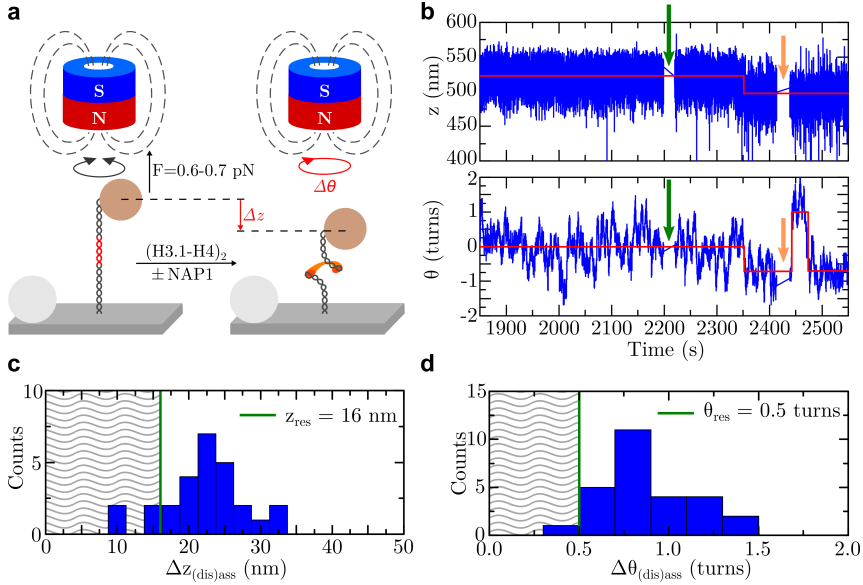 a
S
N
S
N
F=0.6-0.7 pN
Δθ
Δz
(H3.1-H4)₂
± NAP1
b
z (nm)
600
550
500
450
400
θ (turns)
2
1
0
-1
-2
1900 2000 2100 2200 2300 2400 2500
Time (s)
c
Counts
10
5
0
z_res = 16 nm
0 10 20 30 40 50
Δz_(dis)ass (nm)
d
Counts
15
10
5
0
θ_res = 0.5 turns
0.0 0.5 1.0 1.5 2.0
Δθ_(dis)ass (turns)